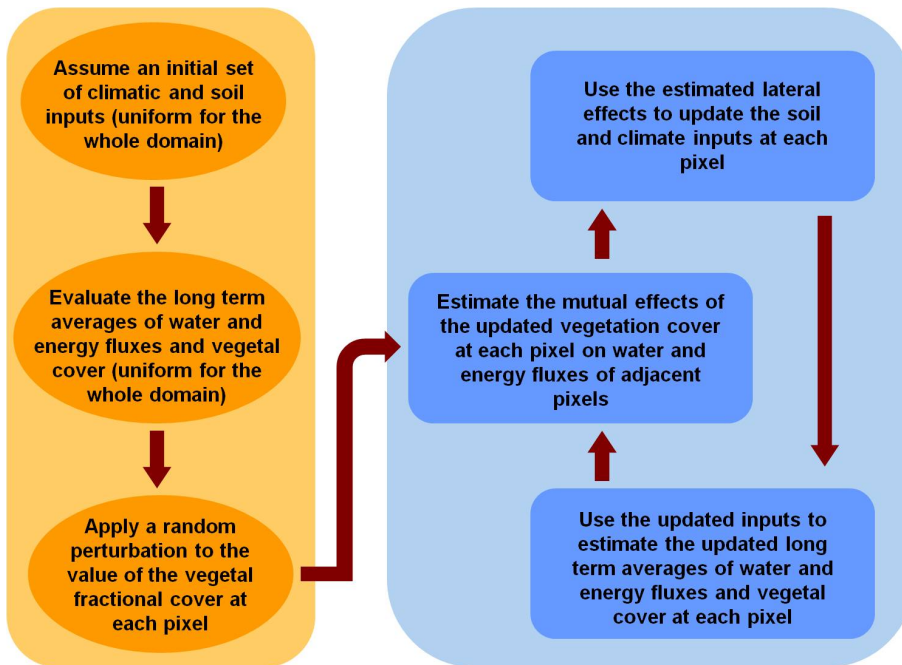 Assume an initial set
of climatic and soil
inputs (uniform for the
whole domain)
Evaluate the long term
averages of water and
energy fluxes and vegetal
cover (uniform for the
whole domain)
Apply a random
perturbation to the
value of the vegetal
fractional cover at
each pixel
Use the estimated lateral
effects to update the soil
and climate inputs at each
pixel
Estimate the mutual effects of
the updated vegetation cover
at each pixel on water and
energy fluxes of adjacent
pixels
Use the updated inputs to
estimate the updated long
term averages of water and
energy fluxes and vegetal
cover at each pixel